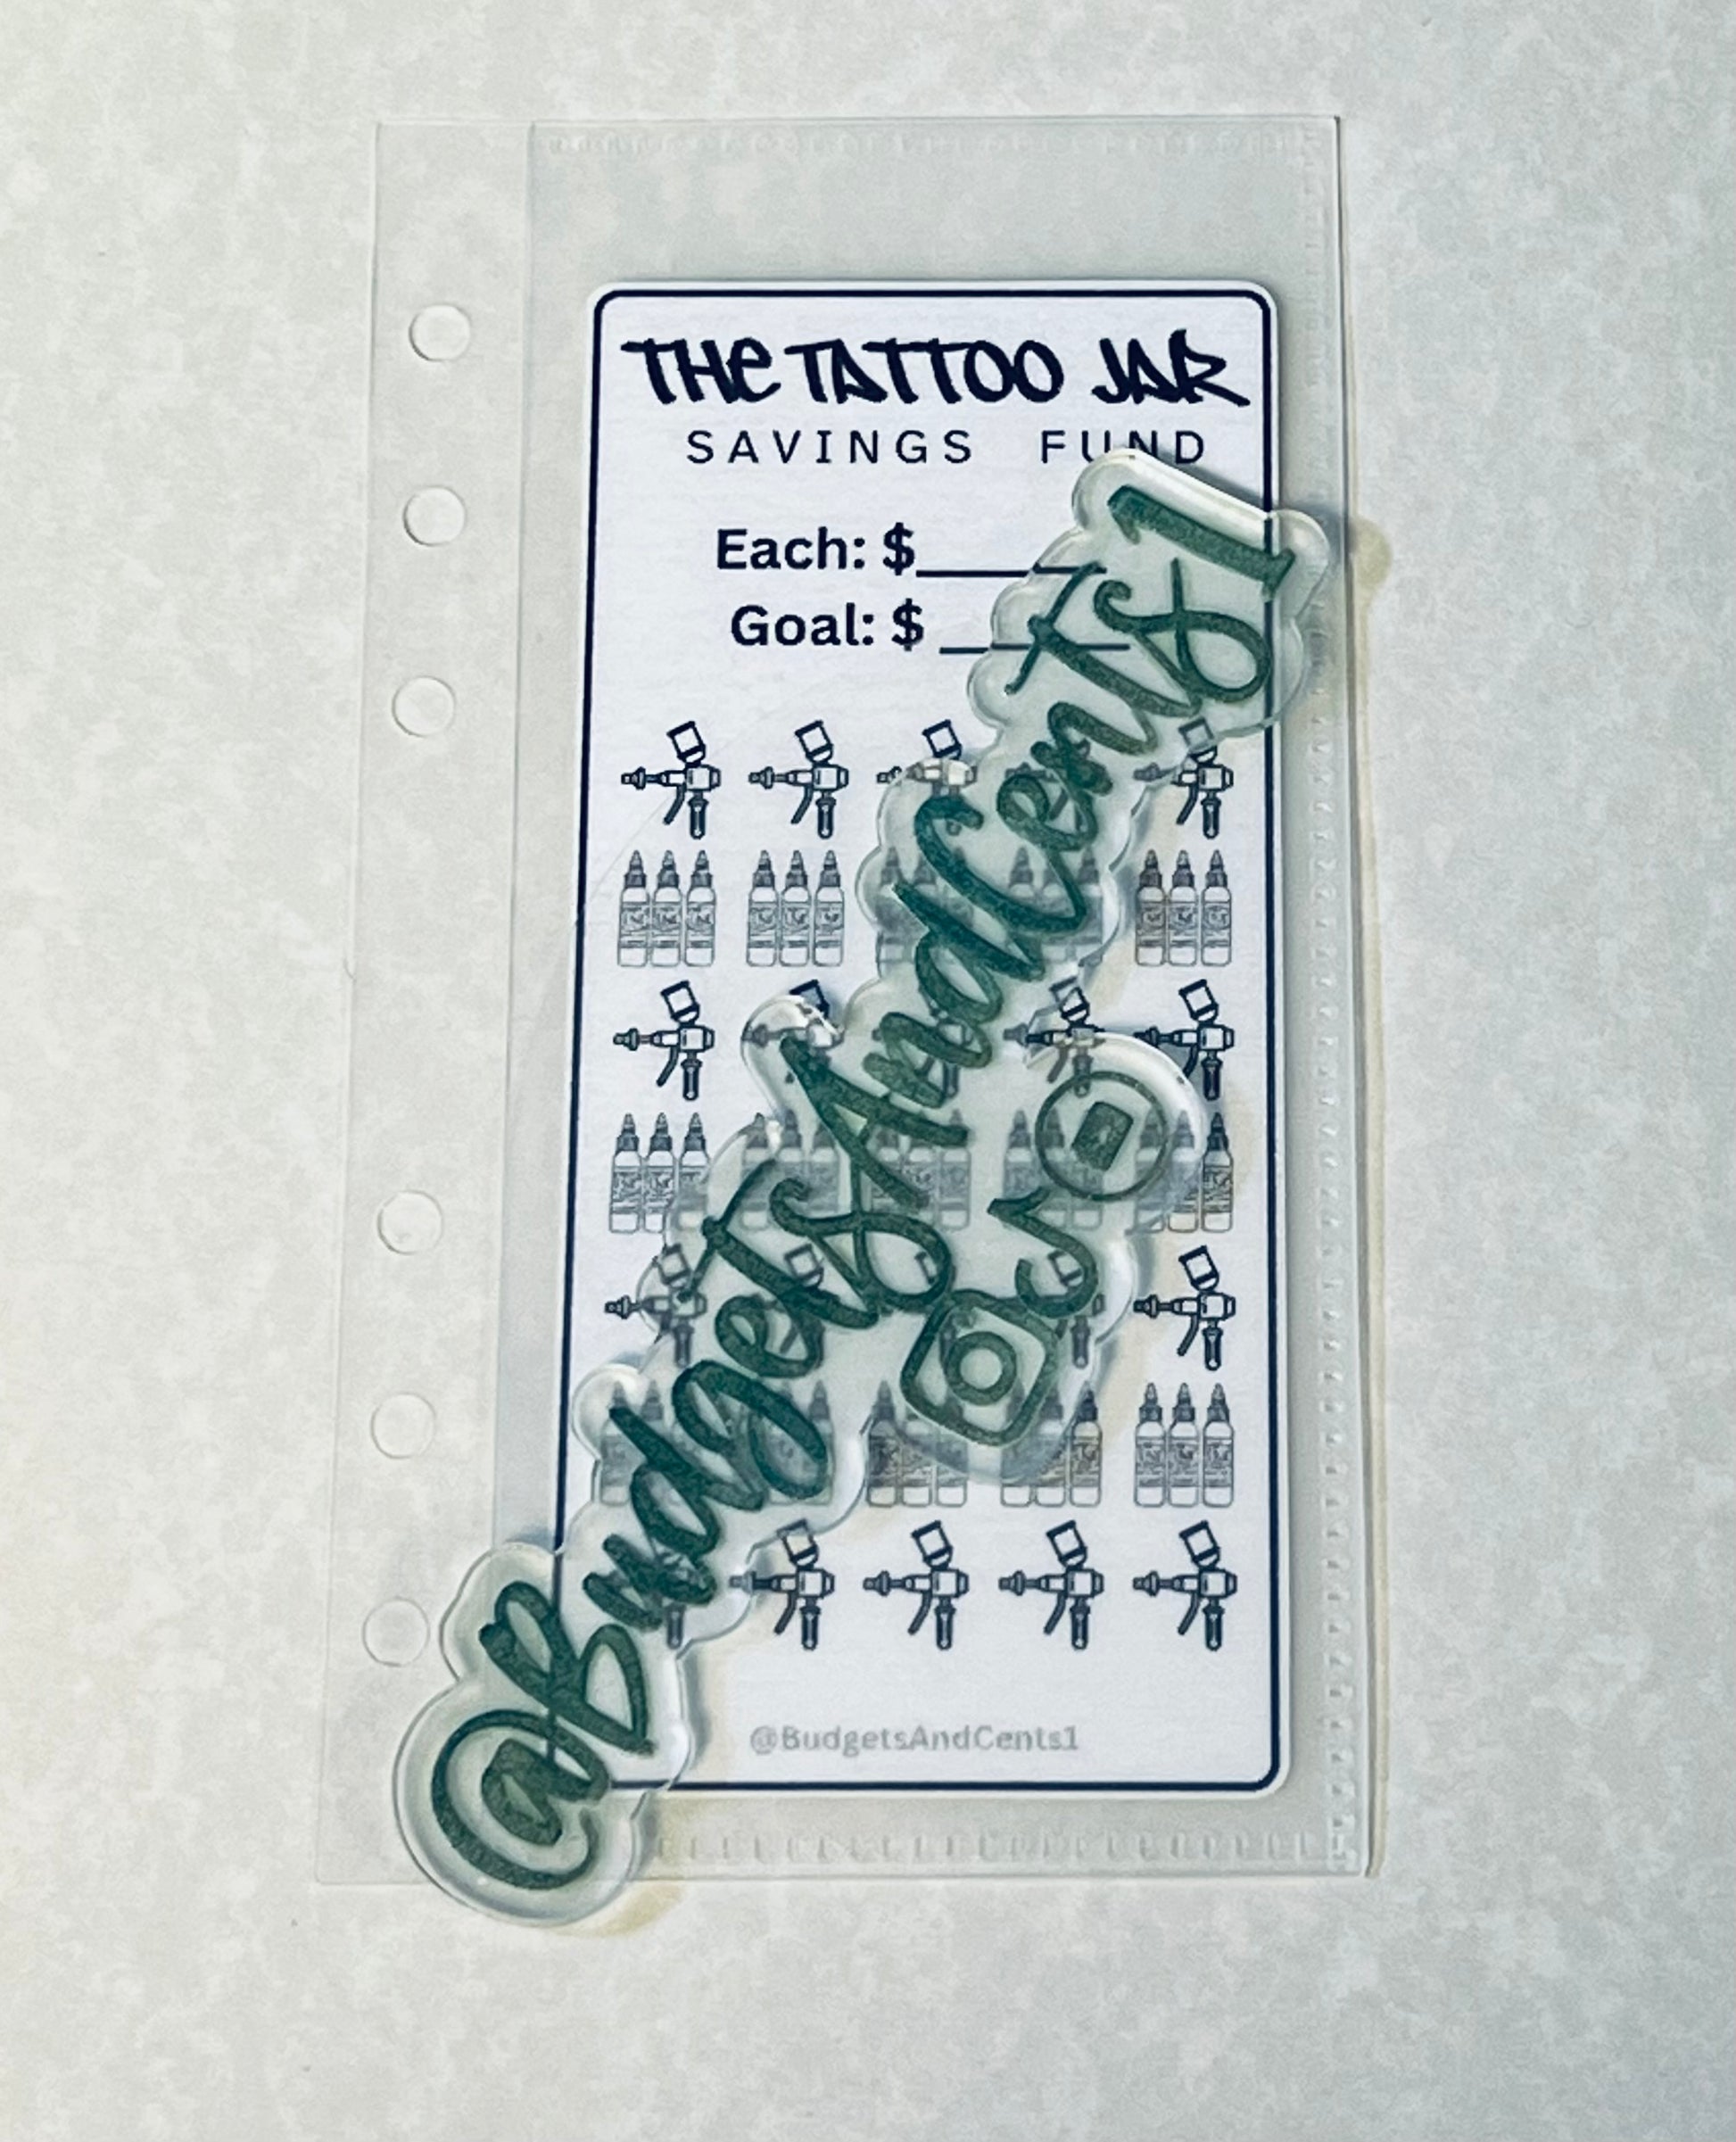 THE TATTOO JAR
SAVINGS FUND
Each: $
Goal: $
@BudgetsAndCents1
@BudgetsAndCents1